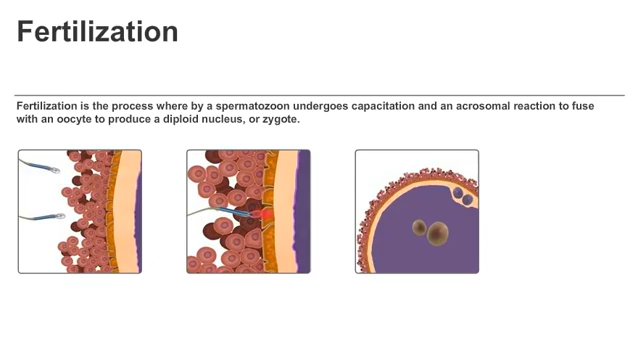 Fertilization
Fertilization is the process where by a spermatozoon undergoes capacitation and an acrosomal reaction to fuse
with an oocyte to produce a diploid nucleus, or zygote.